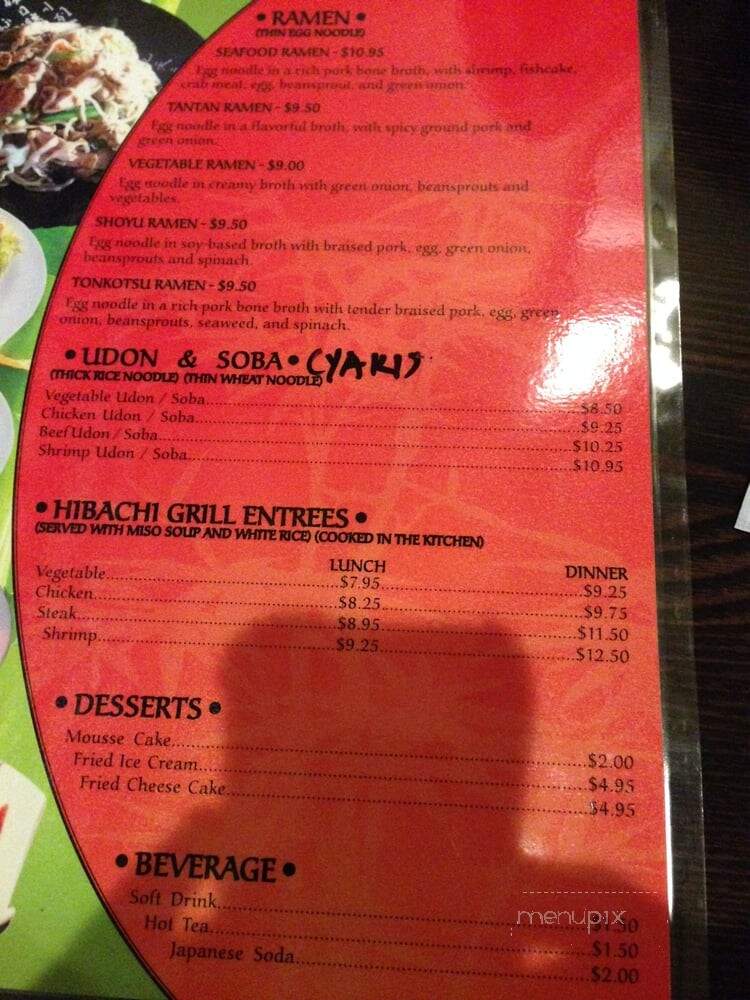 • RAMEN •
(THIN EGG NOODLE)
SEAFOOD RAMEN - $10.95
Egg noodle in a rich pork bone broth, with shrimp, fishcake,
crab meat, egg, beansprout, and green onion.
TANTAN RAMEN - $9.50
Egg noodle in a flavorful broth, with spicy ground pork and
green onion.
VEGETABLE RAMEN - $9.00
Egg noodle in creamy broth with green onion, beansprouts and
vegetables.
SHOYU RAMEN - $9.50
Egg noodle in soy-based broth with braised pork, egg, green onion,
beansprouts and spinach.
TONKOTSU RAMEN - $9.50
Egg noodle in a rich pork bone broth with tender braised pork, egg, green
onion, beansprouts, seaweed, and spinach.
• UDON & SOBA •
(THICK RICE NOODLE) (THIN WHEAT NOODLE)
Vegetable Udon / Soba $8.50
Chicken Udon / Soba $9.25
Beef Udon / Soba $10.25
Shrimp Udon / Soba $10.95
• HIBACHI GRILL ENTREES •
(SERVED WITH MISO SOUP AND WHITE RICE) (COOKED IN THE KITCHEN)
LUNCH DINNER
Vegetable $7.95 $9.25
Chicken $8.25 $9.75
Steak $8.95 $11.50
Shrimp $9.25 $12.50
• DESSERTS •
Mousse Cake $2.00
Fried Ice Cream $4.95
Fried Cheese Cake $4.95
• BEVERAGE •
Soft Drink $1.50
Hot Tea $1.50
Japanese Soda $2.00
menupix